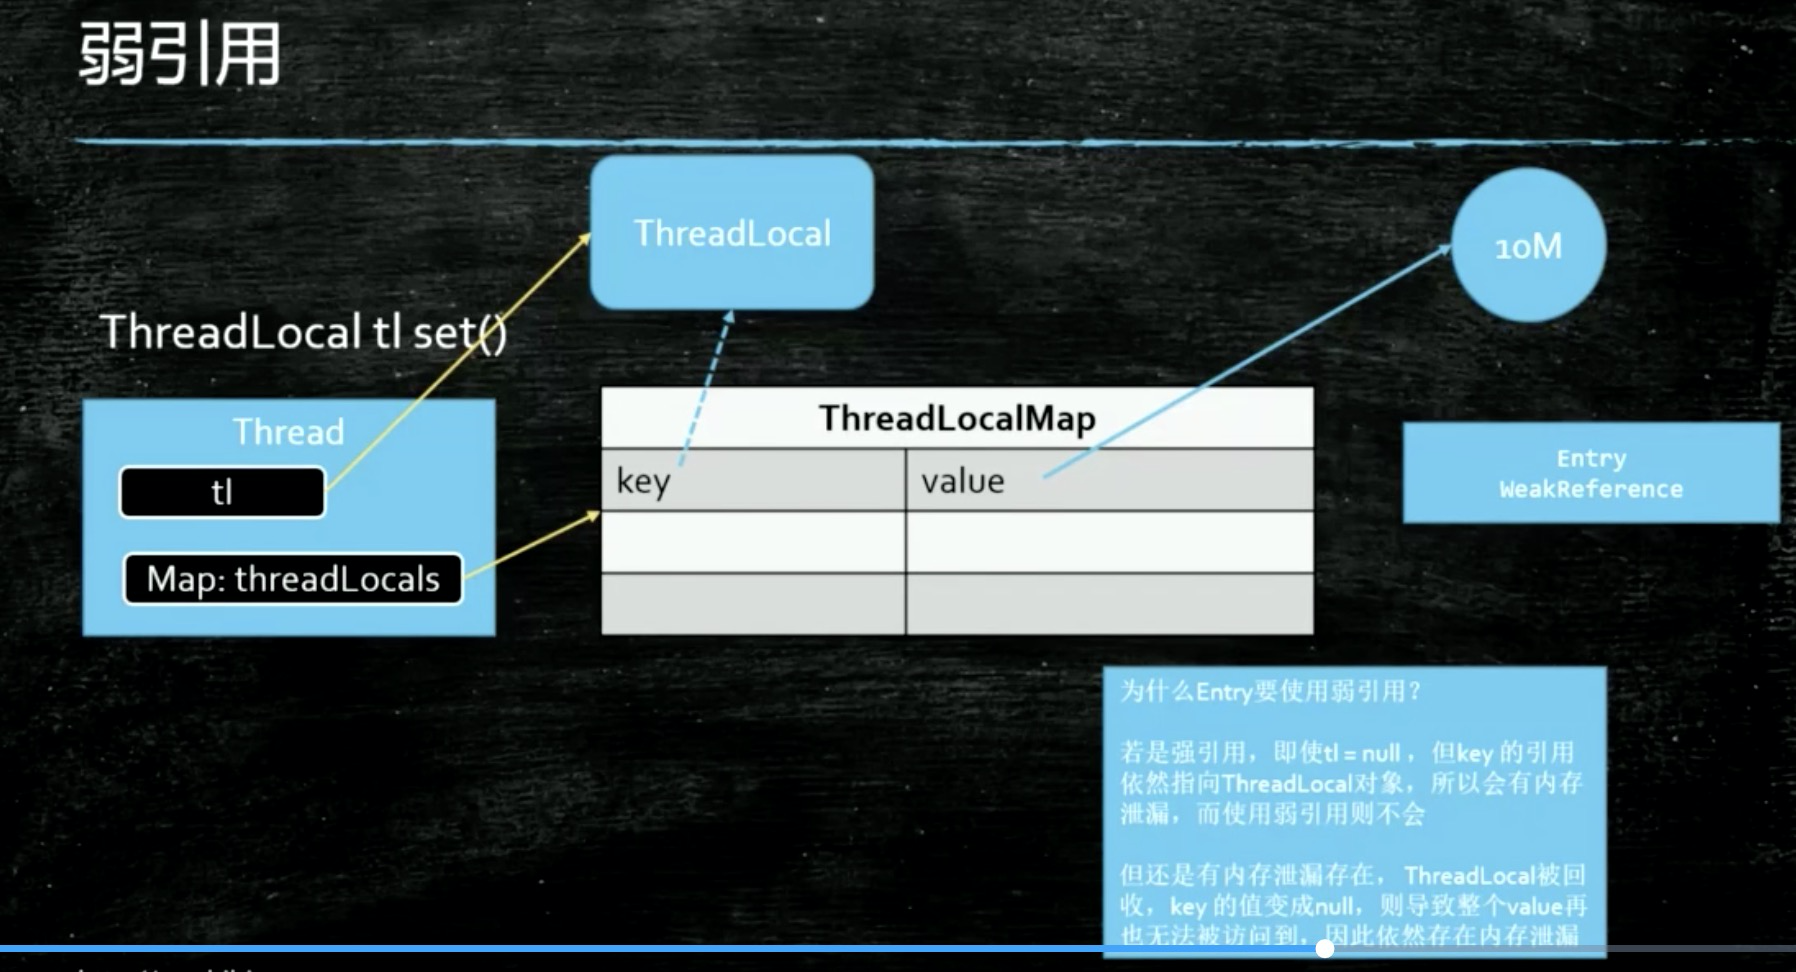 弱引用
ThreadLocal
10M
ThreadLocal tl set()
Thread
ThreadLocalMap
tl
key
value
Entry
WeakReference
Map: threadLocals
为什么Entry要使用弱引用？
若是强引用，即使tl = null ，但key 的引用
依然指向ThreadLocal对象，所以会有内存
泄漏，而使用弱引用则不会
但还是有内存泄漏存在，ThreadLocal被回
收，key 的值变成null，则导致整个value再
也无法被访问到，因此依然存在内存泄漏